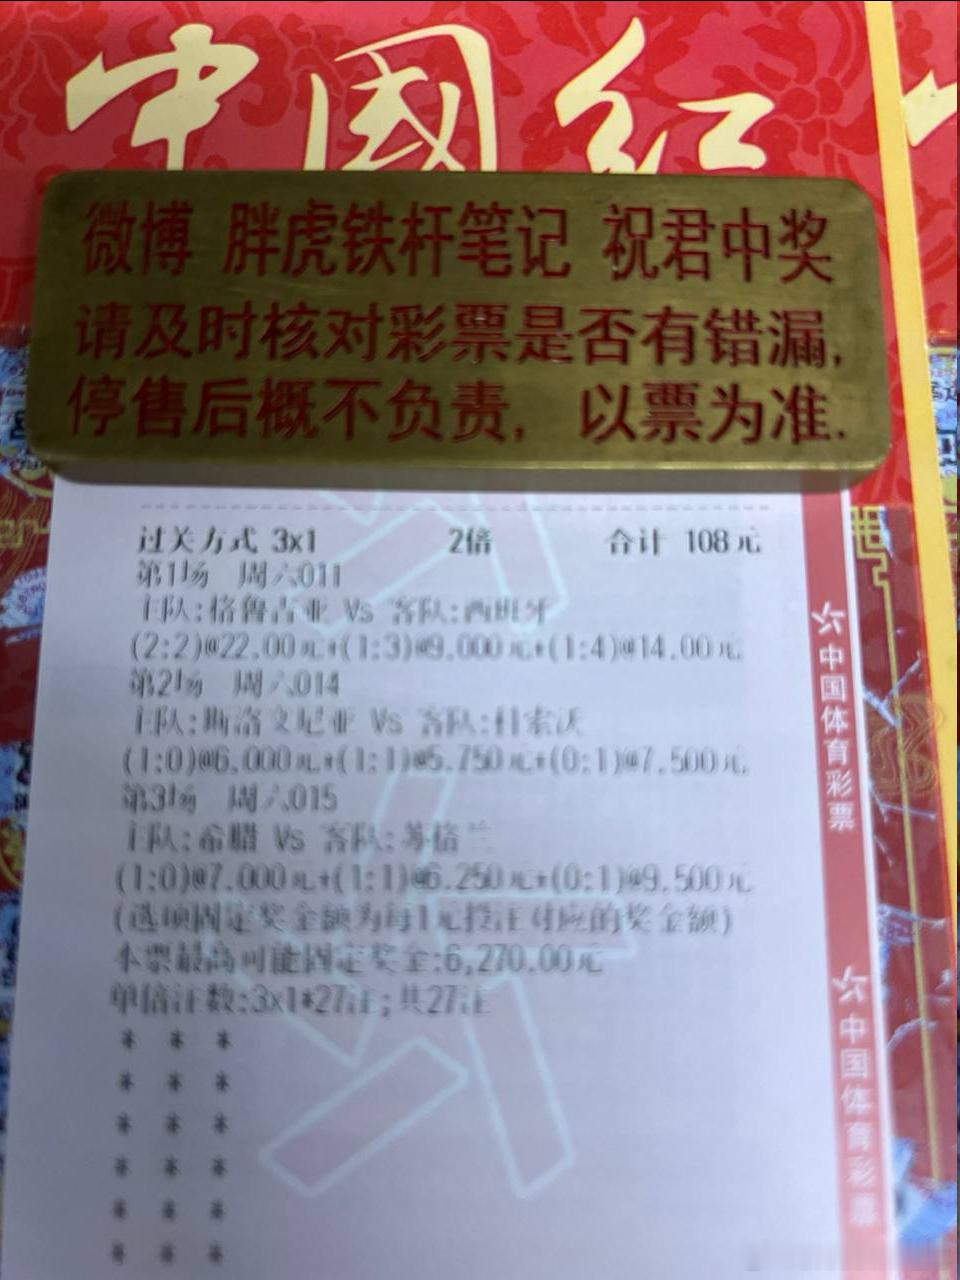 中國红
微博 胖虎铁杆笔记 祝君中奖
请及时核对彩票是否有错漏,
停售后概不负责, 以票为准.
过关方式 3x1 2倍 合计 108元
第1场 周六011
主队:格鲁吉亚 Vs 客队:西班牙
(2:2)@22.00元+(1:3)@9.000元+(1:4)@14.00元
第2场 周六014
主队:斯洛文尼亚 Vs 客队:科索沃
(1:0)@6.000元+(1:1)@5.750元+(0:1)@7.500元
第3场 周六015
主队:希腊 Vs 客队:苏格兰
(1:0)@7.000元+(1:1)@6.250元+(0:1)@9.500元
(选项固定奖金额为每1元投注对应的奖金额)
本票最高可能固定奖金:6,270.00元
单倍注数:3x1*27注; 共27注
* * *
* * *
* * *
* * *
* * *
* * *
中国体育彩票
中国体育彩票